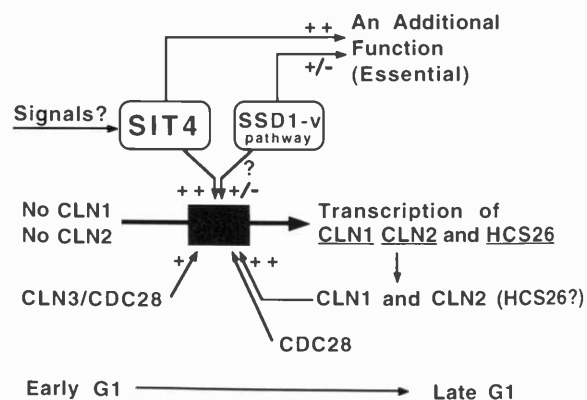 + +
An Additional
Function
(Essential)
+/-
Signals?
SIT4
SSD1-v
pathway
?
+ +
+/-
No CLN1
No CLN2
Transcription of
CLN1 CLN2 and HCS26
+
+ +
CLN3/CDC28
CLN1 and CLN2 (HCS26?)
CDC28
Early G1
Late G1